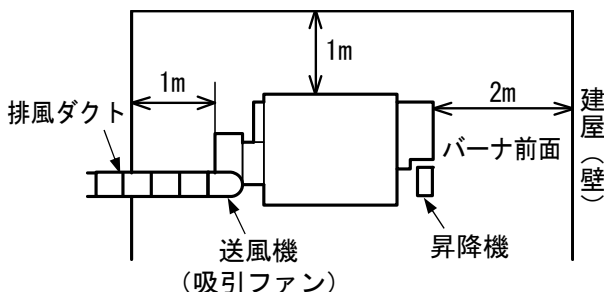 1m
1m
2m
排風ダクト
バーナ前面
建屋(壁)
送風機
(吸引ファン)
昇降機